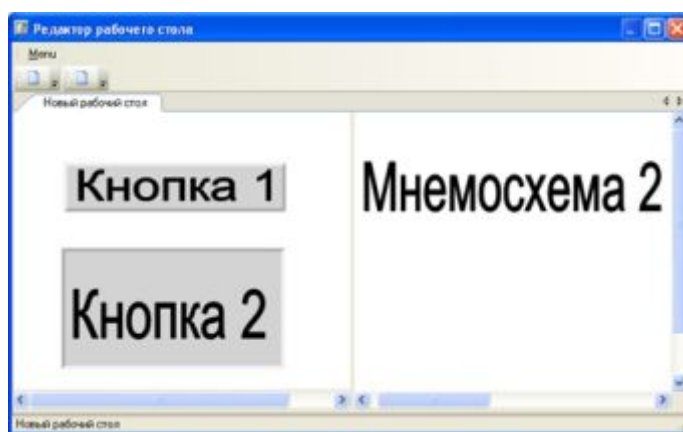 Редактор рабочего стола
Menu
Новый рабочий стол
Кнопка 1
Мнемосхема 2
Кнопка 2
Новый рабочий стол